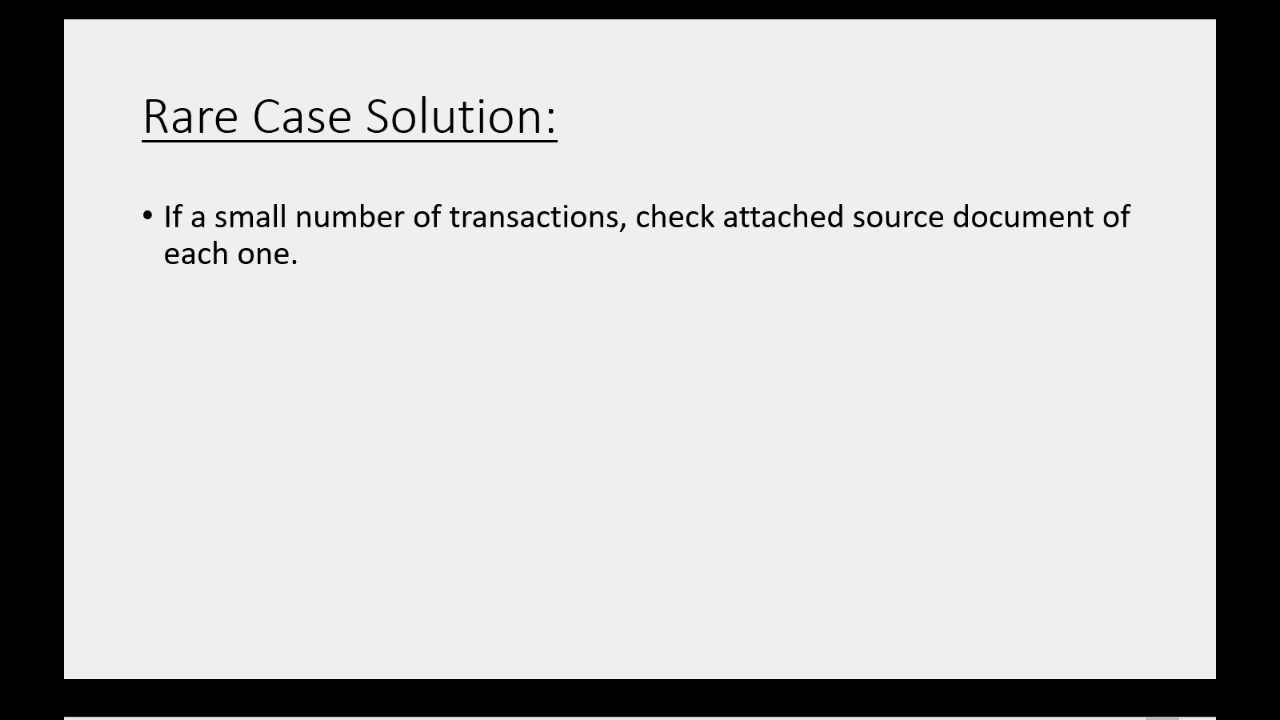 Rare Case Solution:
• If a small number of transactions, check attached source document of
each one.